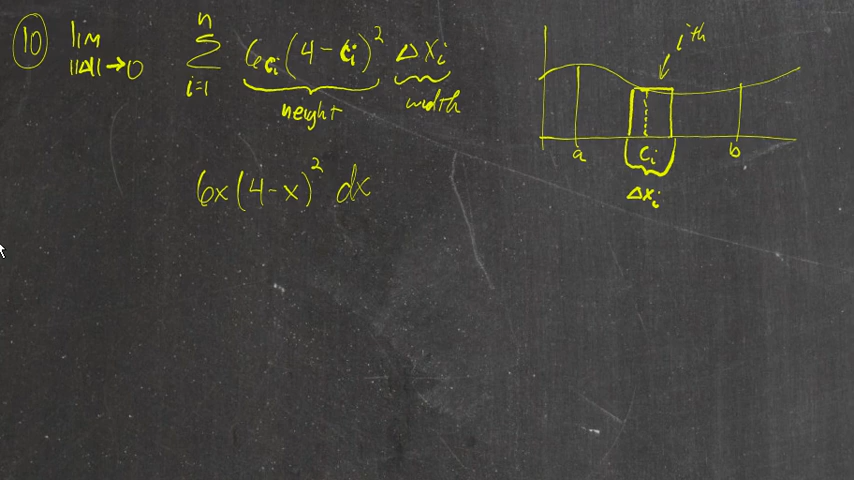 10 lim ||Δ||→0 n Σ i=1 6cᵢ(4 - cᵢ)² Δxᵢ
height width
6x(4-x)² dx
iᵗʰ
a cᵢ b
Δxᵢ